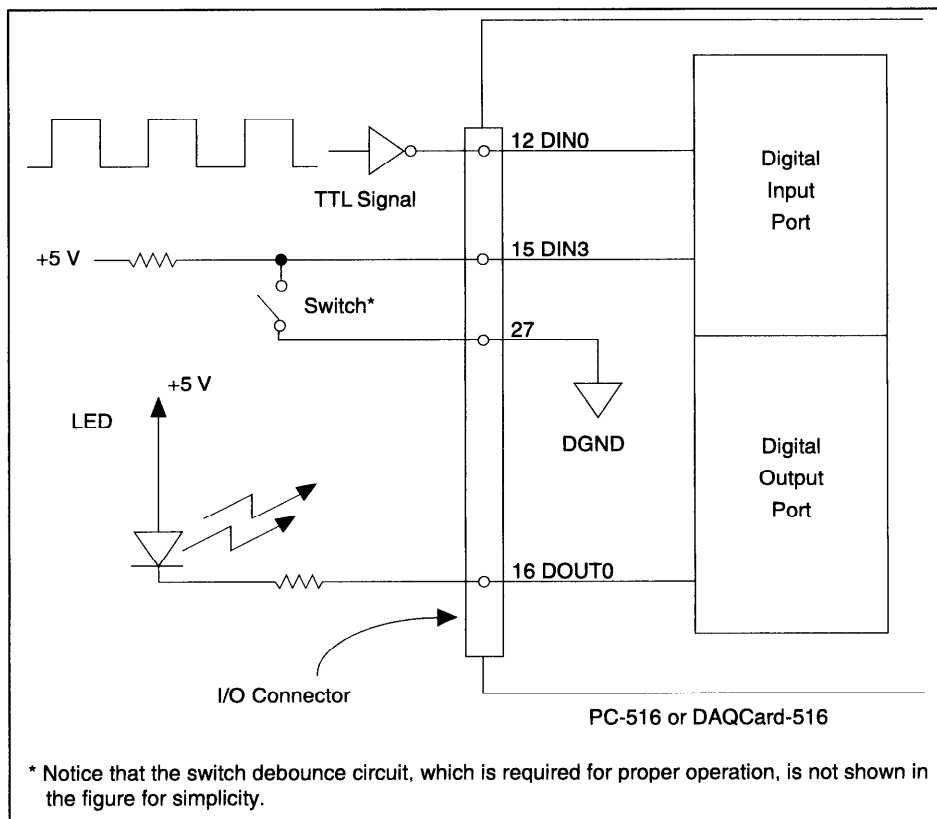 12 DIN0
TTL Signal
+5 V
15 DIN3
Switch*
27
DGND
+5 V
LED
16 DOUT0
I/O Connector
Digital
Input
Port
Digital
Output
Port
PC-516 or DAQCard-516
* Notice that the switch debounce circuit, which is required for proper operation, is not shown in
the figure for simplicity.